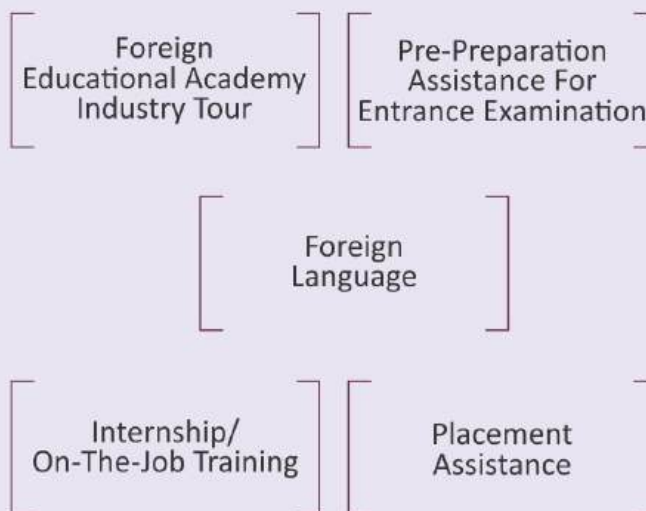 Foreign
Educational Academy
Industry Tour
Pre-Preparation
Assistance For
Entrance Examination
Foreign
Language
Internship/
On-The-Job Training
Placement
Assistance